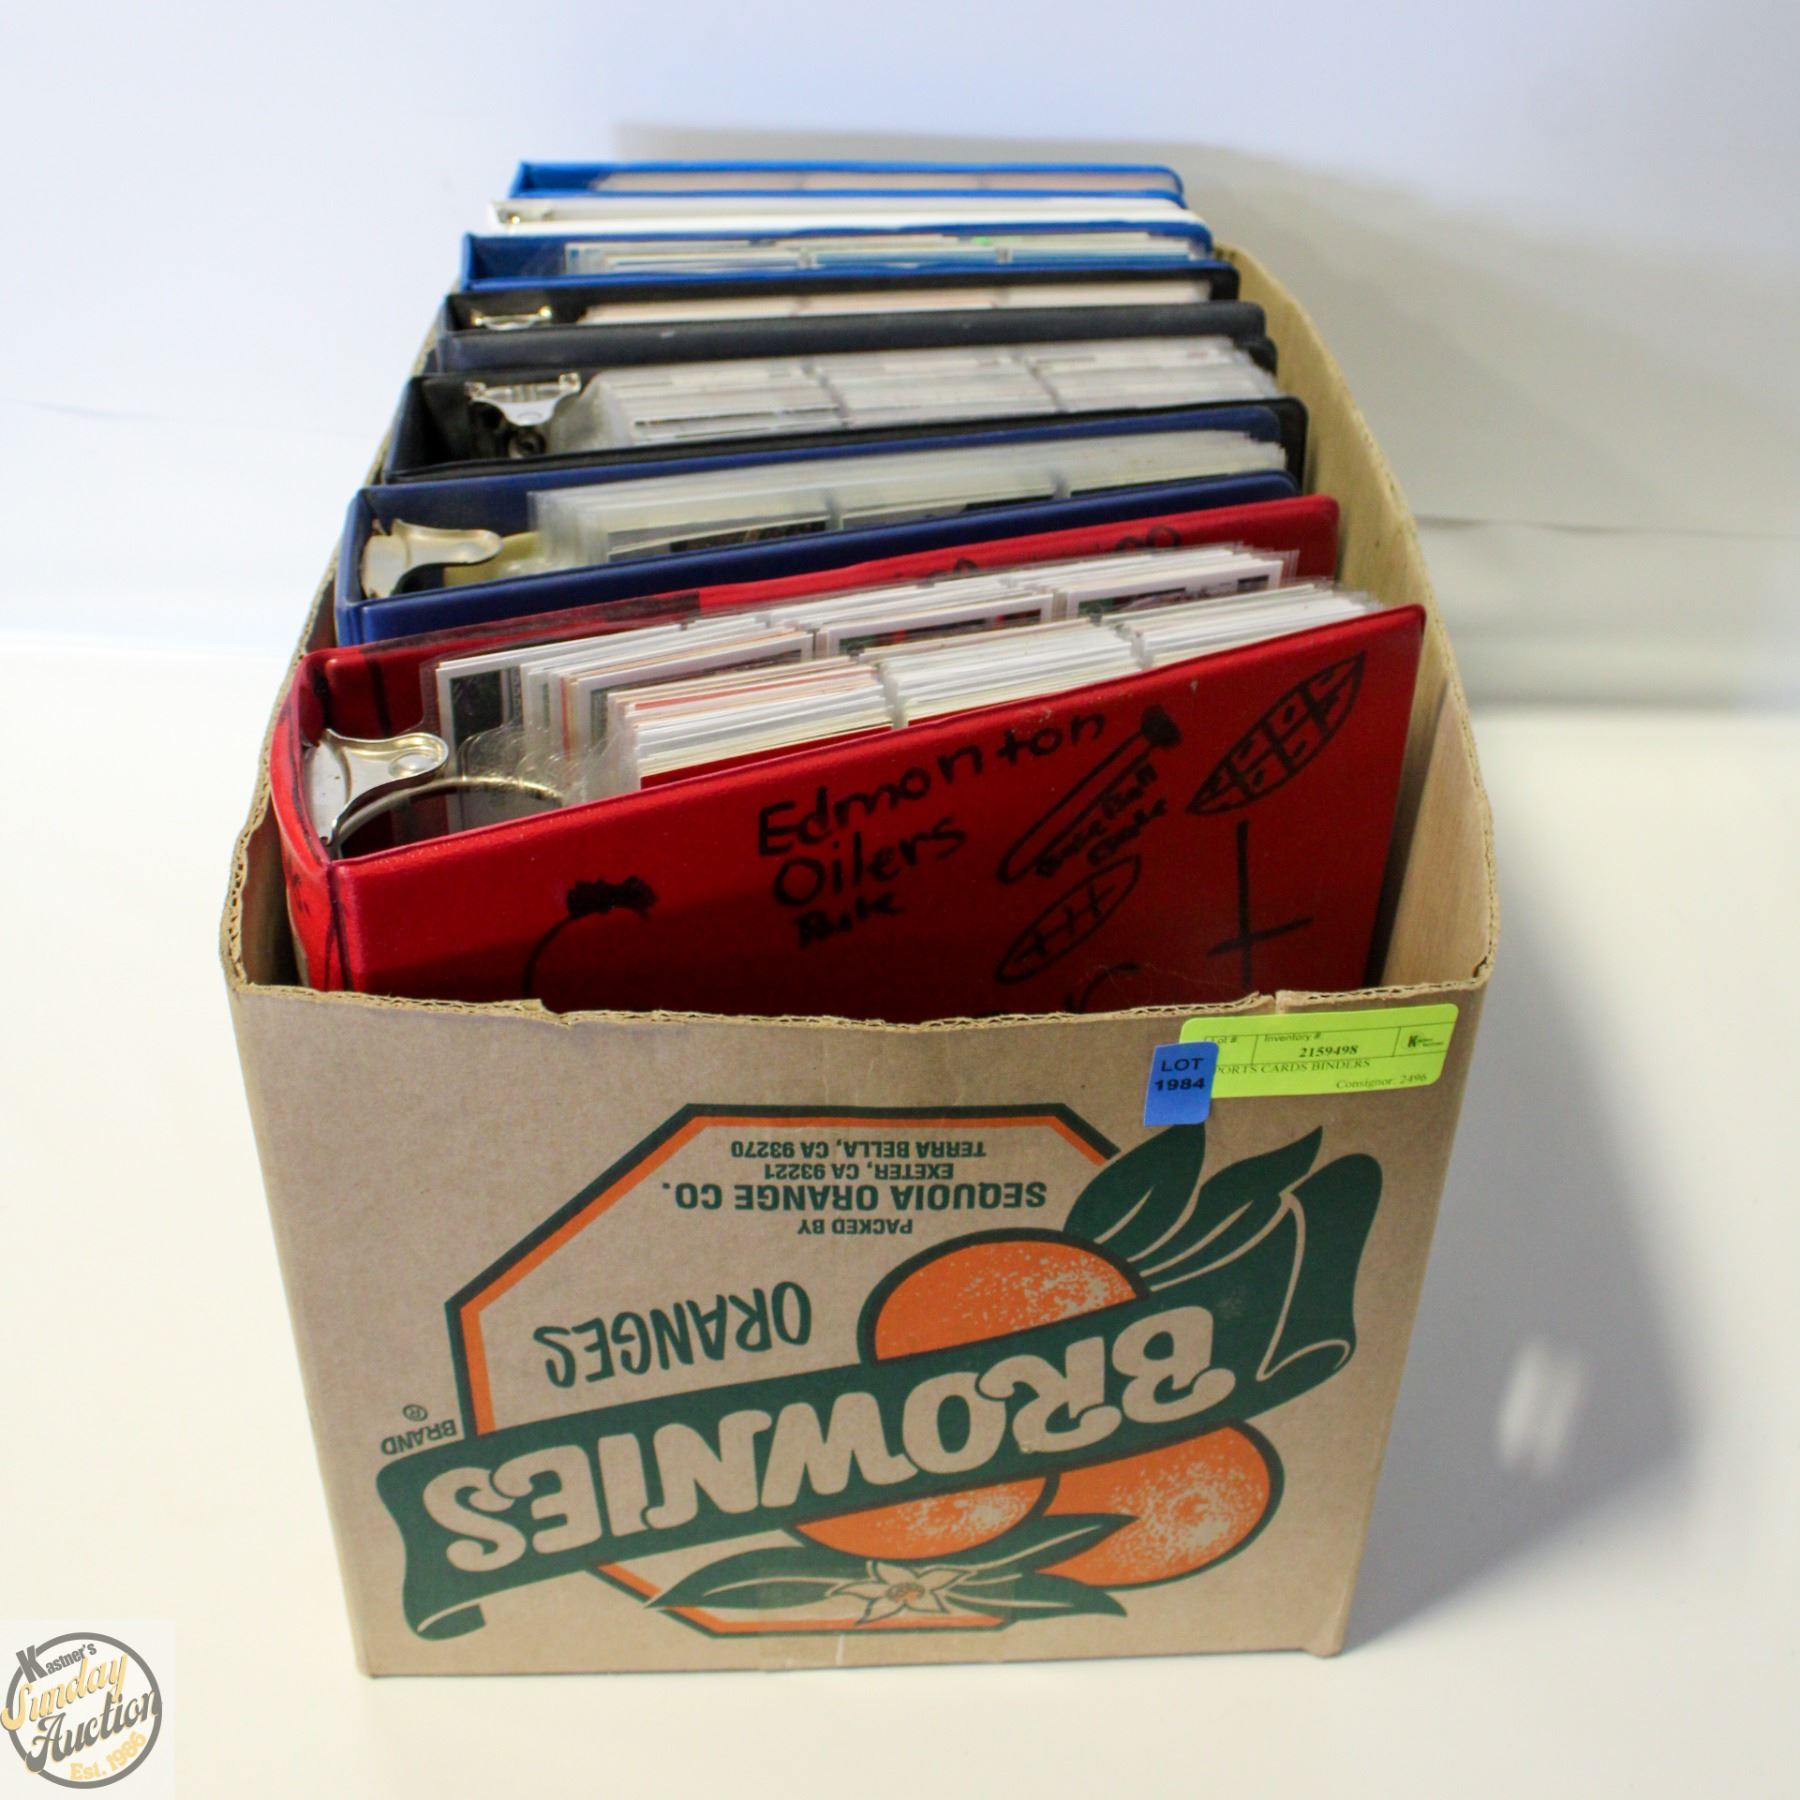 Edmonton
Oilers
Lot #
Inventory #
2159498
PORTS CARDS BINDERS
Consignor: 2496
LOT
1984
BROWNIES
BRAND ®
ORANGES
PACKED BY
SEQUOIA ORANGE CO.
EXETER, CA 93221
TERRA BELLA, CA 93270
Kastner's
Sunday
Auction
Est. 1986